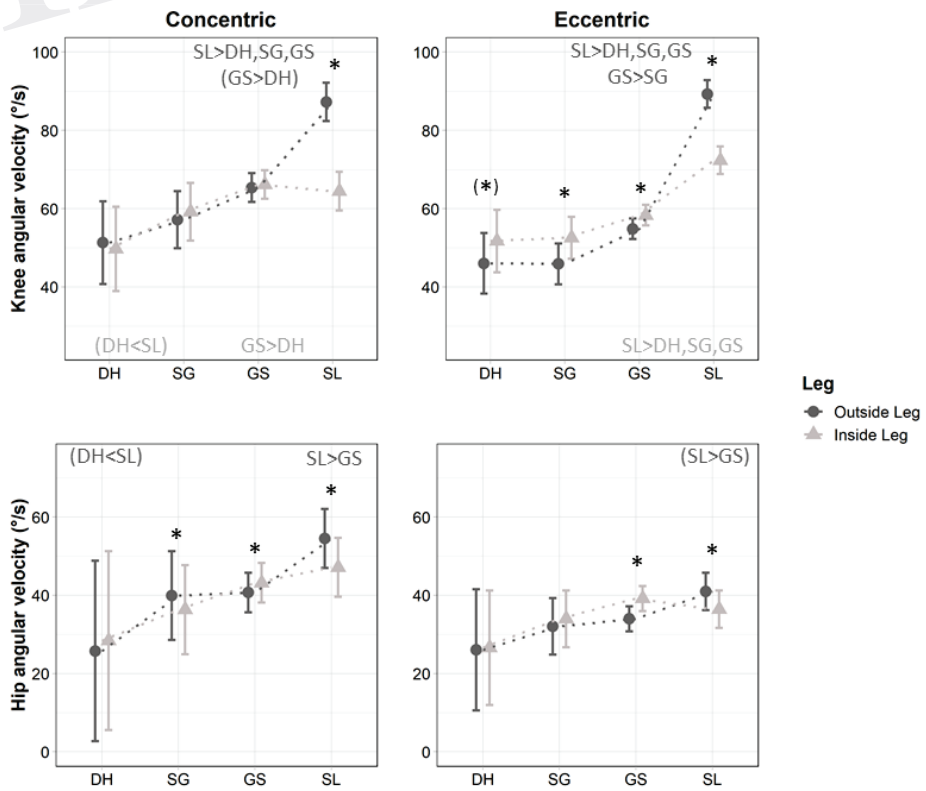 Concentric
Eccentric
Knee angular velocity (°/s)
100
80
60
40
SL>DH,SG,GS
(GS>DH)
*
(DH<SL)
GS>DH
DH
SG
GS
SL
100
80
60
40
SL>DH,SG,GS
GS>SG
*
(*)
*
*
SL>DH,SG,GS
DH
SG
GS
SL
Leg
Outside Leg
Inside Leg
Hip angular velocity (°/s)
60
40
20
0
(DH<SL)
SL>GS
*
*
*
DH
SG
GS
SL
60
40
20
0
(SL>GS)
*
*
DH
SG
GS
SL